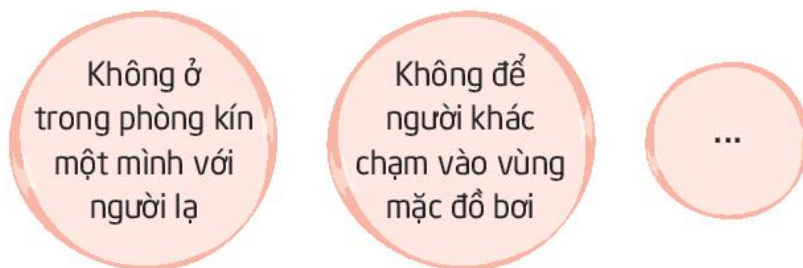 Không ở
trong phòng kín
một mình với
người lạ
Không để
người khác
chạm vào vùng
mặc đồ bơi
...